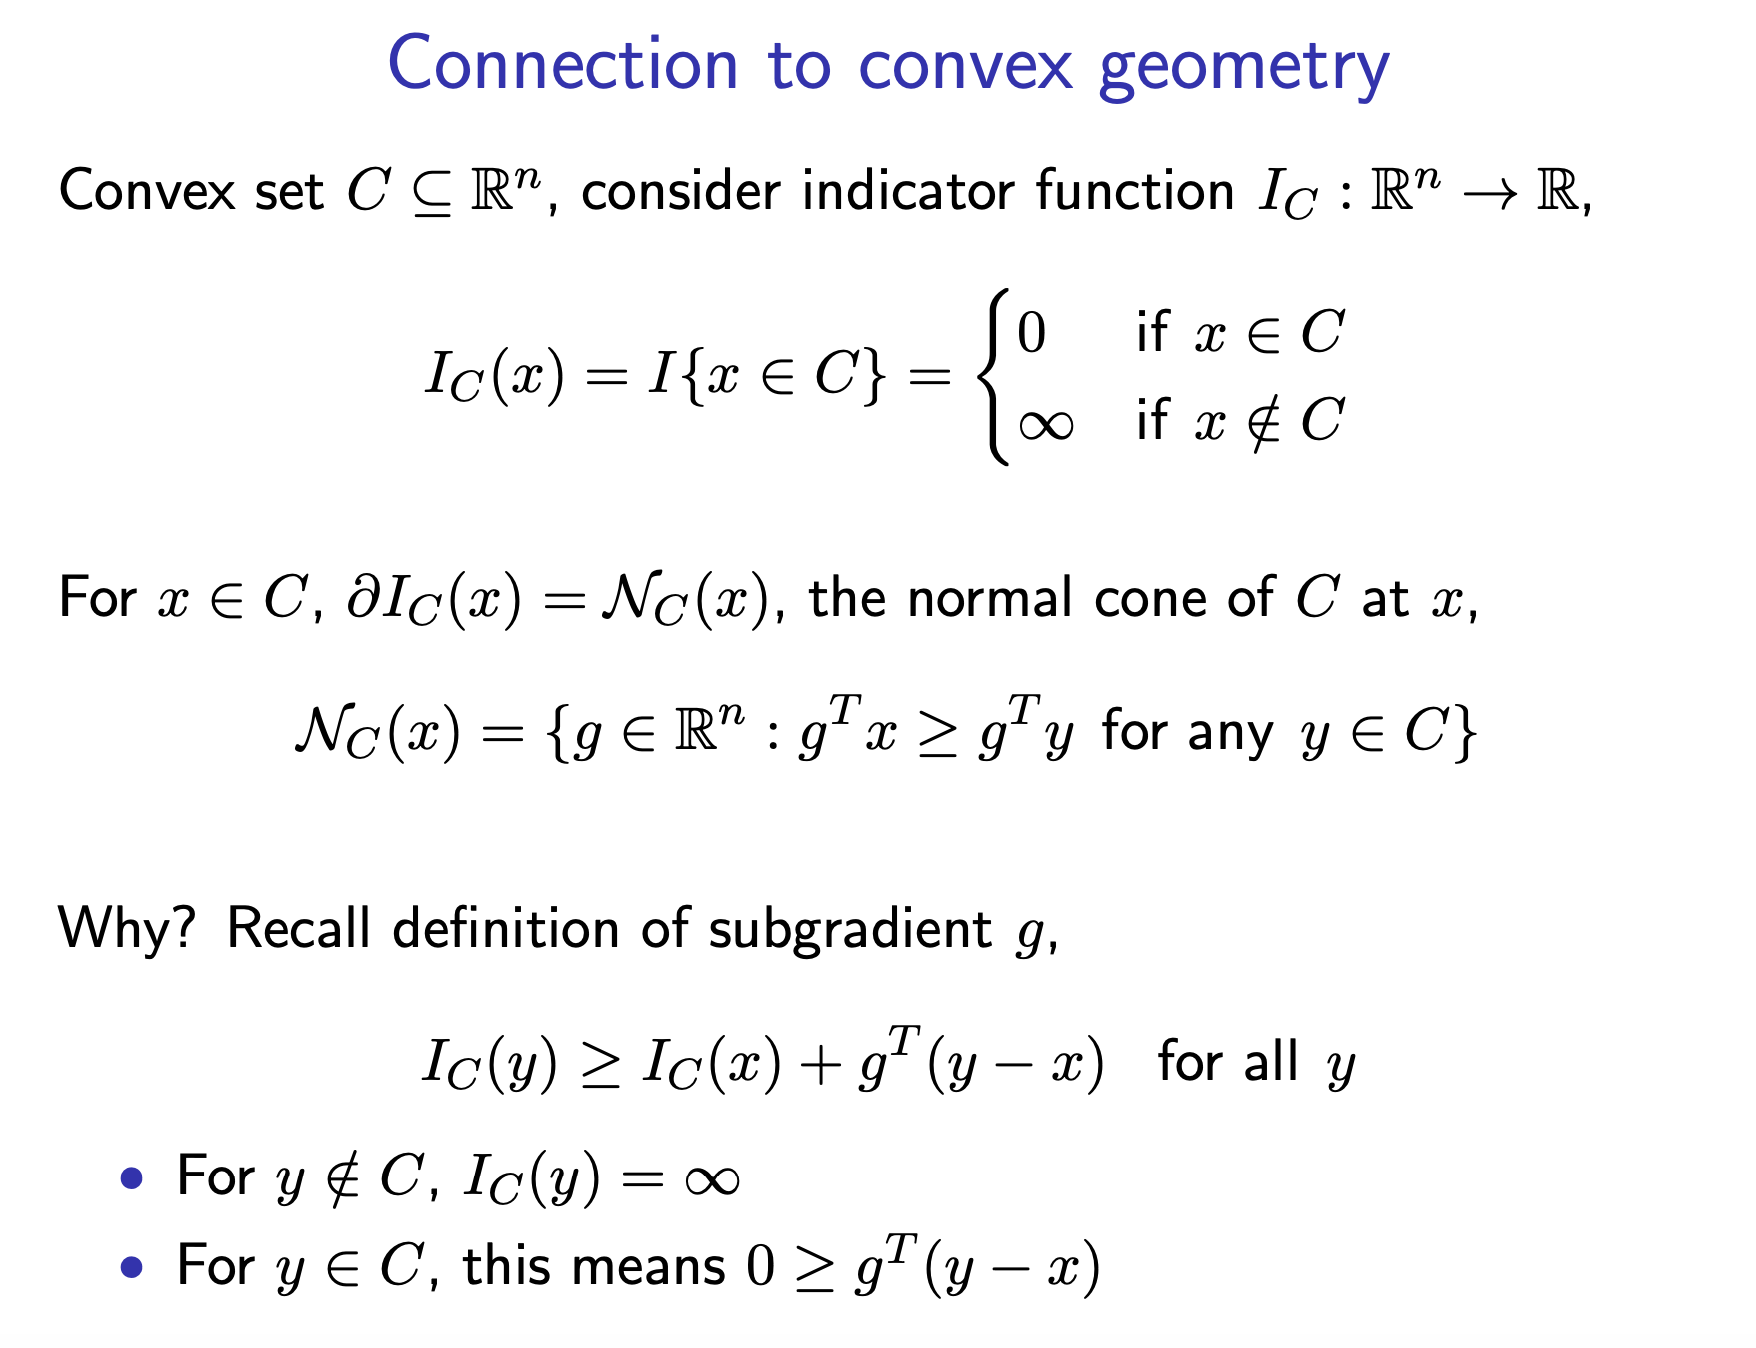 Connection to convex geometry
Convex set $C \subseteq \mathbb{R}^n$, consider indicator function $I_C : \mathbb{R}^n \to \mathbb{R}$,
$I_C(x) = I\{x \in C\} = \begin{cases} 0 & \text{if } x \in C \\ \infty & \text{if } x \notin C \end{cases}$
For $x \in C$, $\partial I_C(x) = \mathcal{N}_C(x)$, the normal cone of $C$ at $x$,
$\mathcal{N}_C(x) = \{g \in \mathbb{R}^n : g^T x \geq g^T y \text{ for any } y \in C\}$
Why? Recall definition of subgradient $g$,
$I_C(y) \geq I_C(x) + g^T(y - x) \quad \text{for all } y$
• For $y \notin C$, $I_C(y) = \infty$
• For $y \in C$, this means $0 \geq g^T(y - x)$